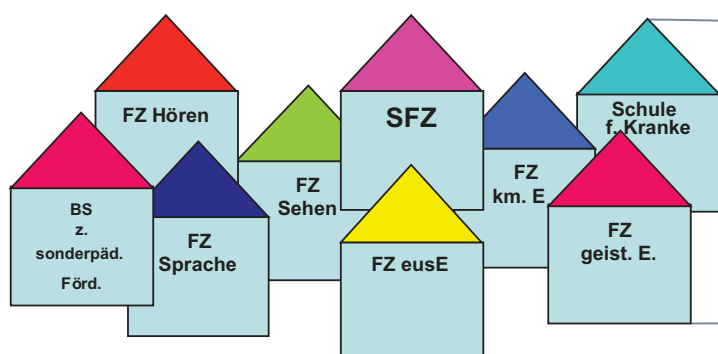 FZ Hören
SFZ
Schule
f. Kranke
FZ
Sehen
FZ
km. E.
BS
z.
sonderpäd.
Förd.
FZ
Sprache
FZ eusE
FZ
geist. E.